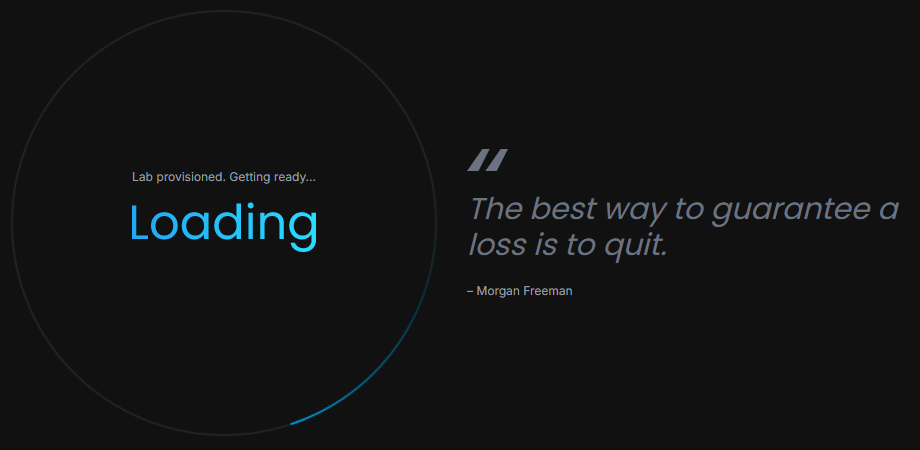 Lab provisioned. Getting ready...
Loading
“
The best way to guarantee a
loss is to quit.
– Morgan Freeman